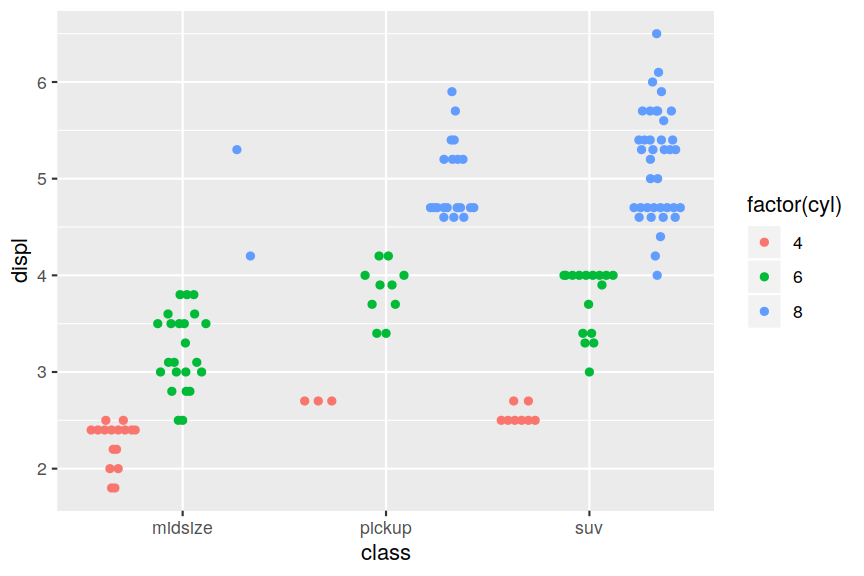 displ
6
5
4
3
2
midsize
pickup
suv
class
factor(cyl)
4
6
8